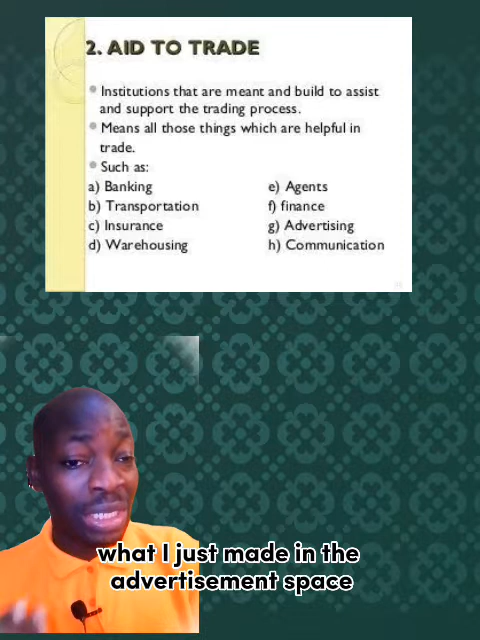 2. AID TO TRADE
Institutions that are meant and build to assist
and support the trading process.
Means all those things which are helpful in
trade.
Such as:
a) Banking
e) Agents
b) Transportation
f) finance
c) Insurance
g) Advertising
d) Warehousing
h) Communication
what I just made in the
advertisement space